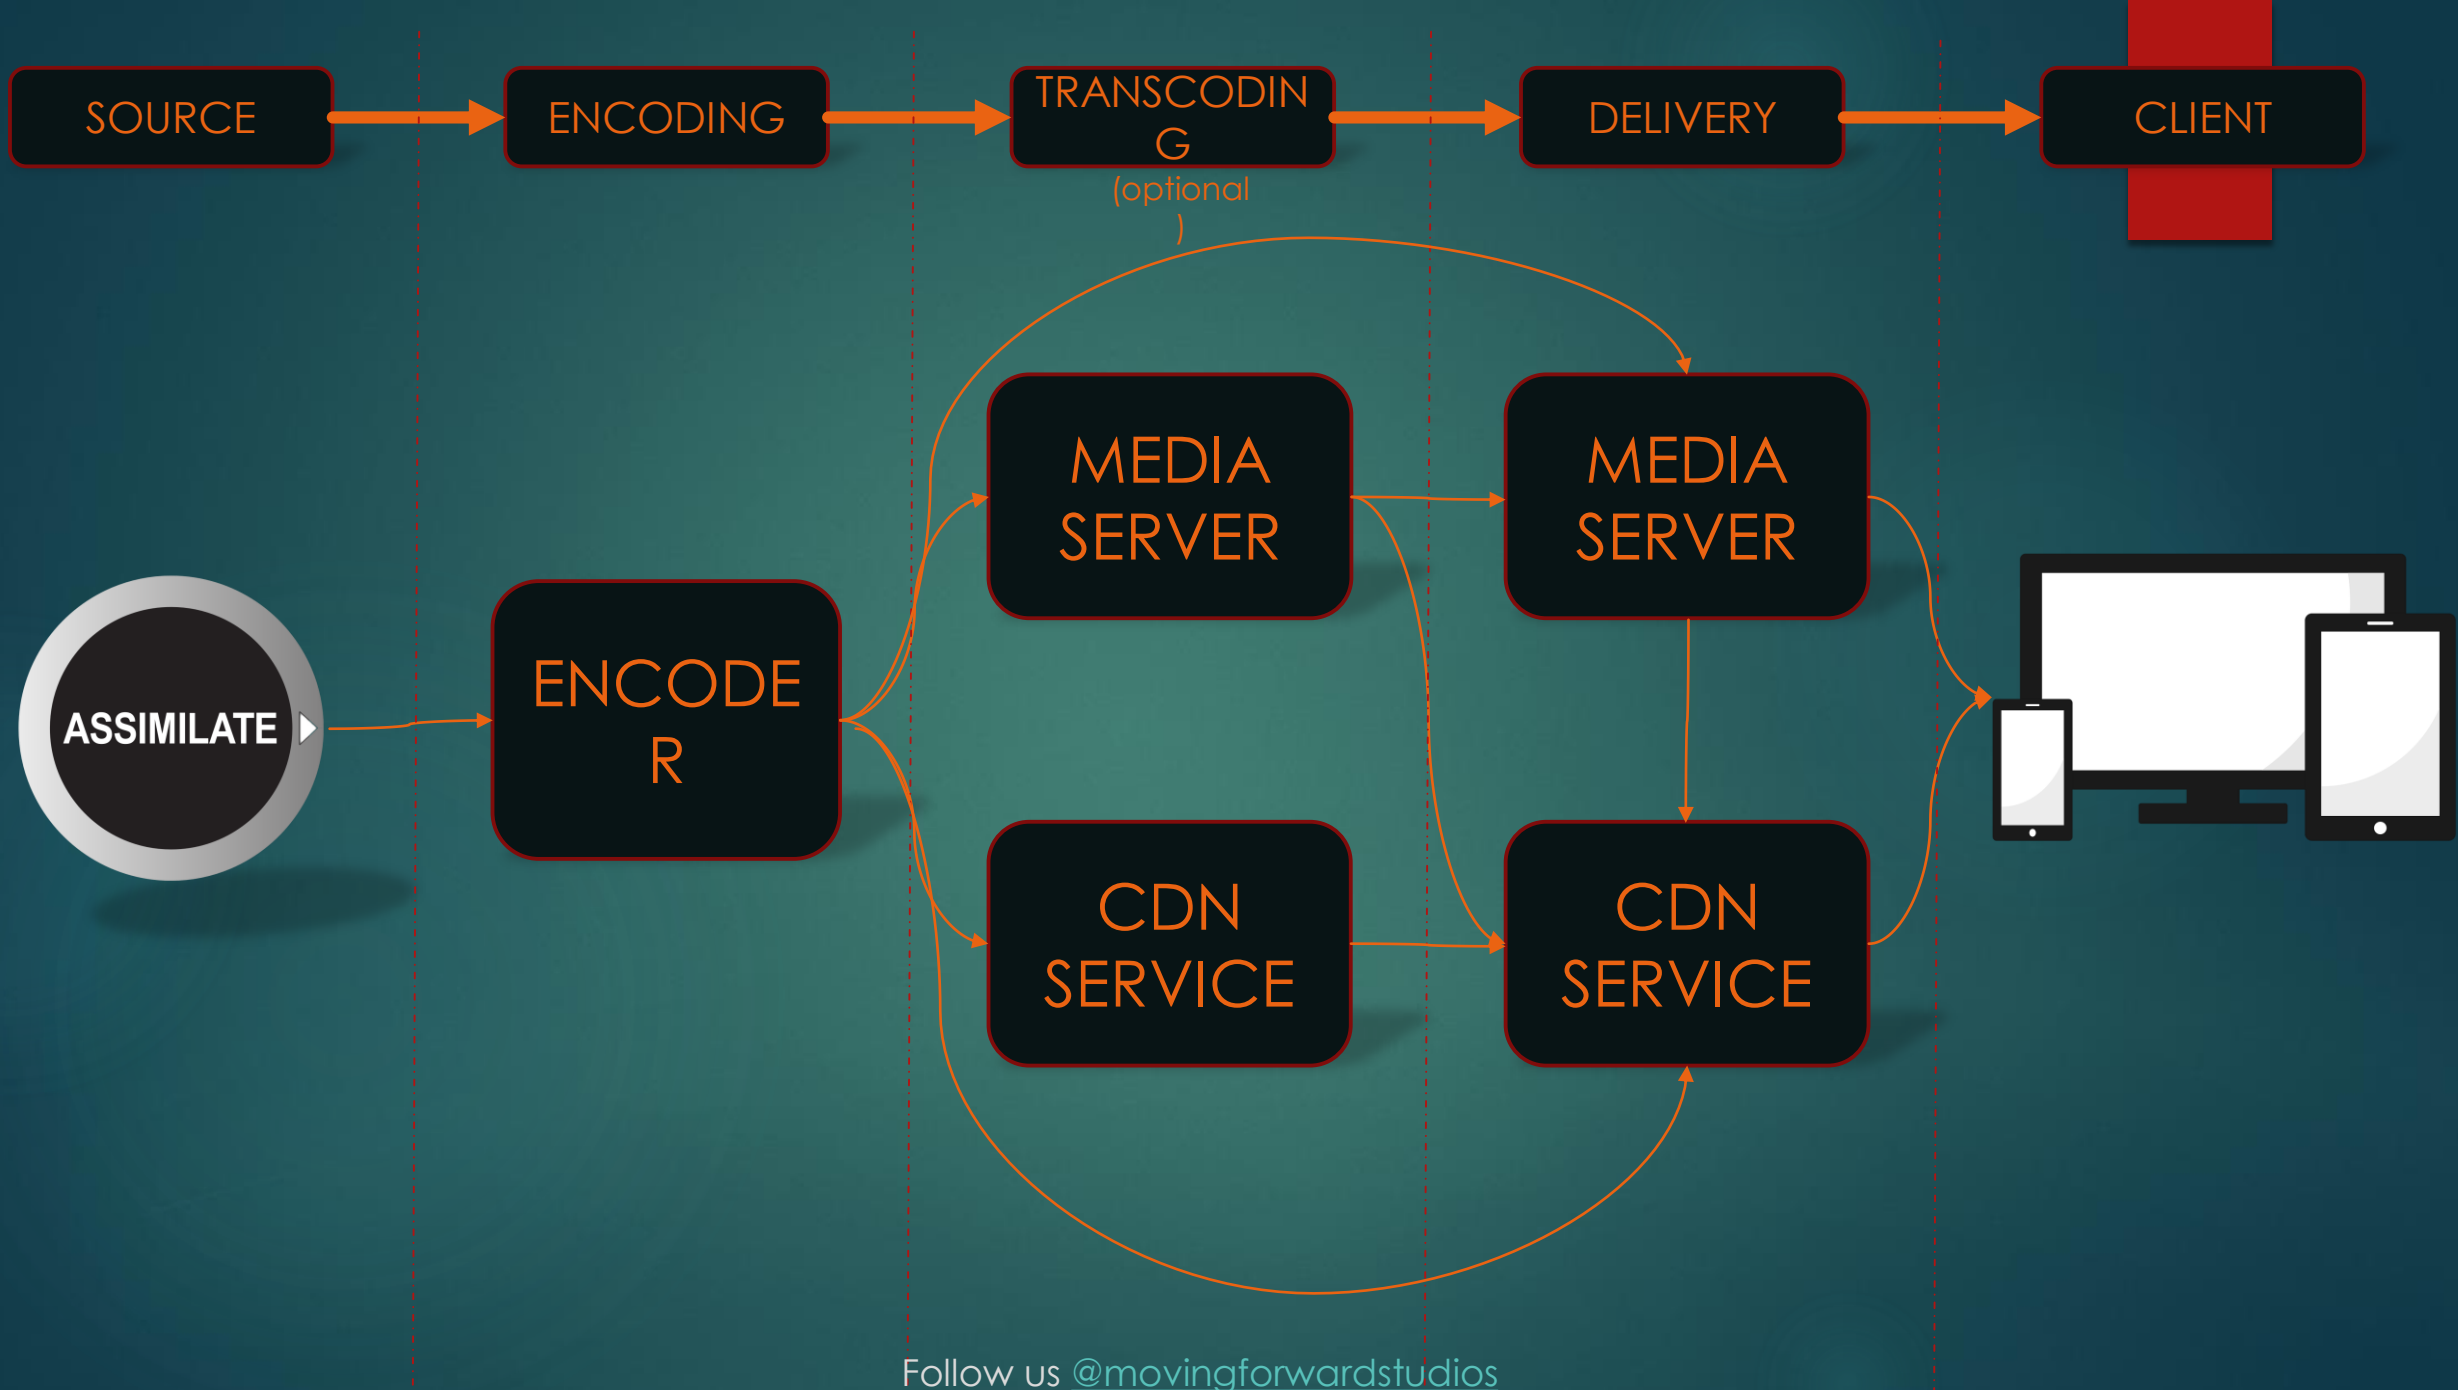 SOURCE
ENCODING
TRANSCODIN
G
(optional
)
DELIVERY
CLIENT
ASSIMILATE
ENCODE
R
MEDIA
SERVER
MEDIA
SERVER
CDN
SERVICE
CDN
SERVICE
Follow us @movingforwardstudios